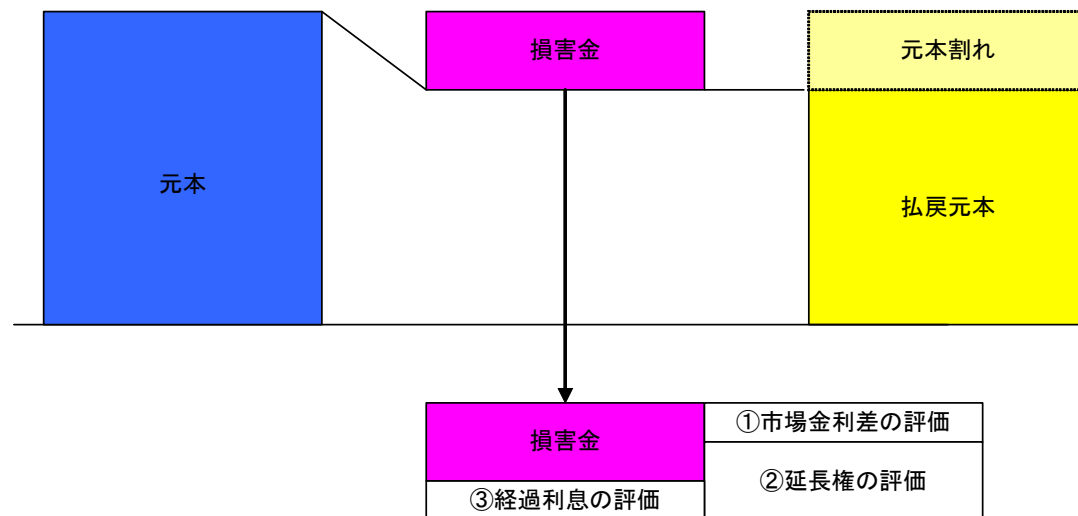 損害金
元本割れ
元本
払戻元本
損害金
①市場金利差の評価
②延長権の評価
③経過利息の評価